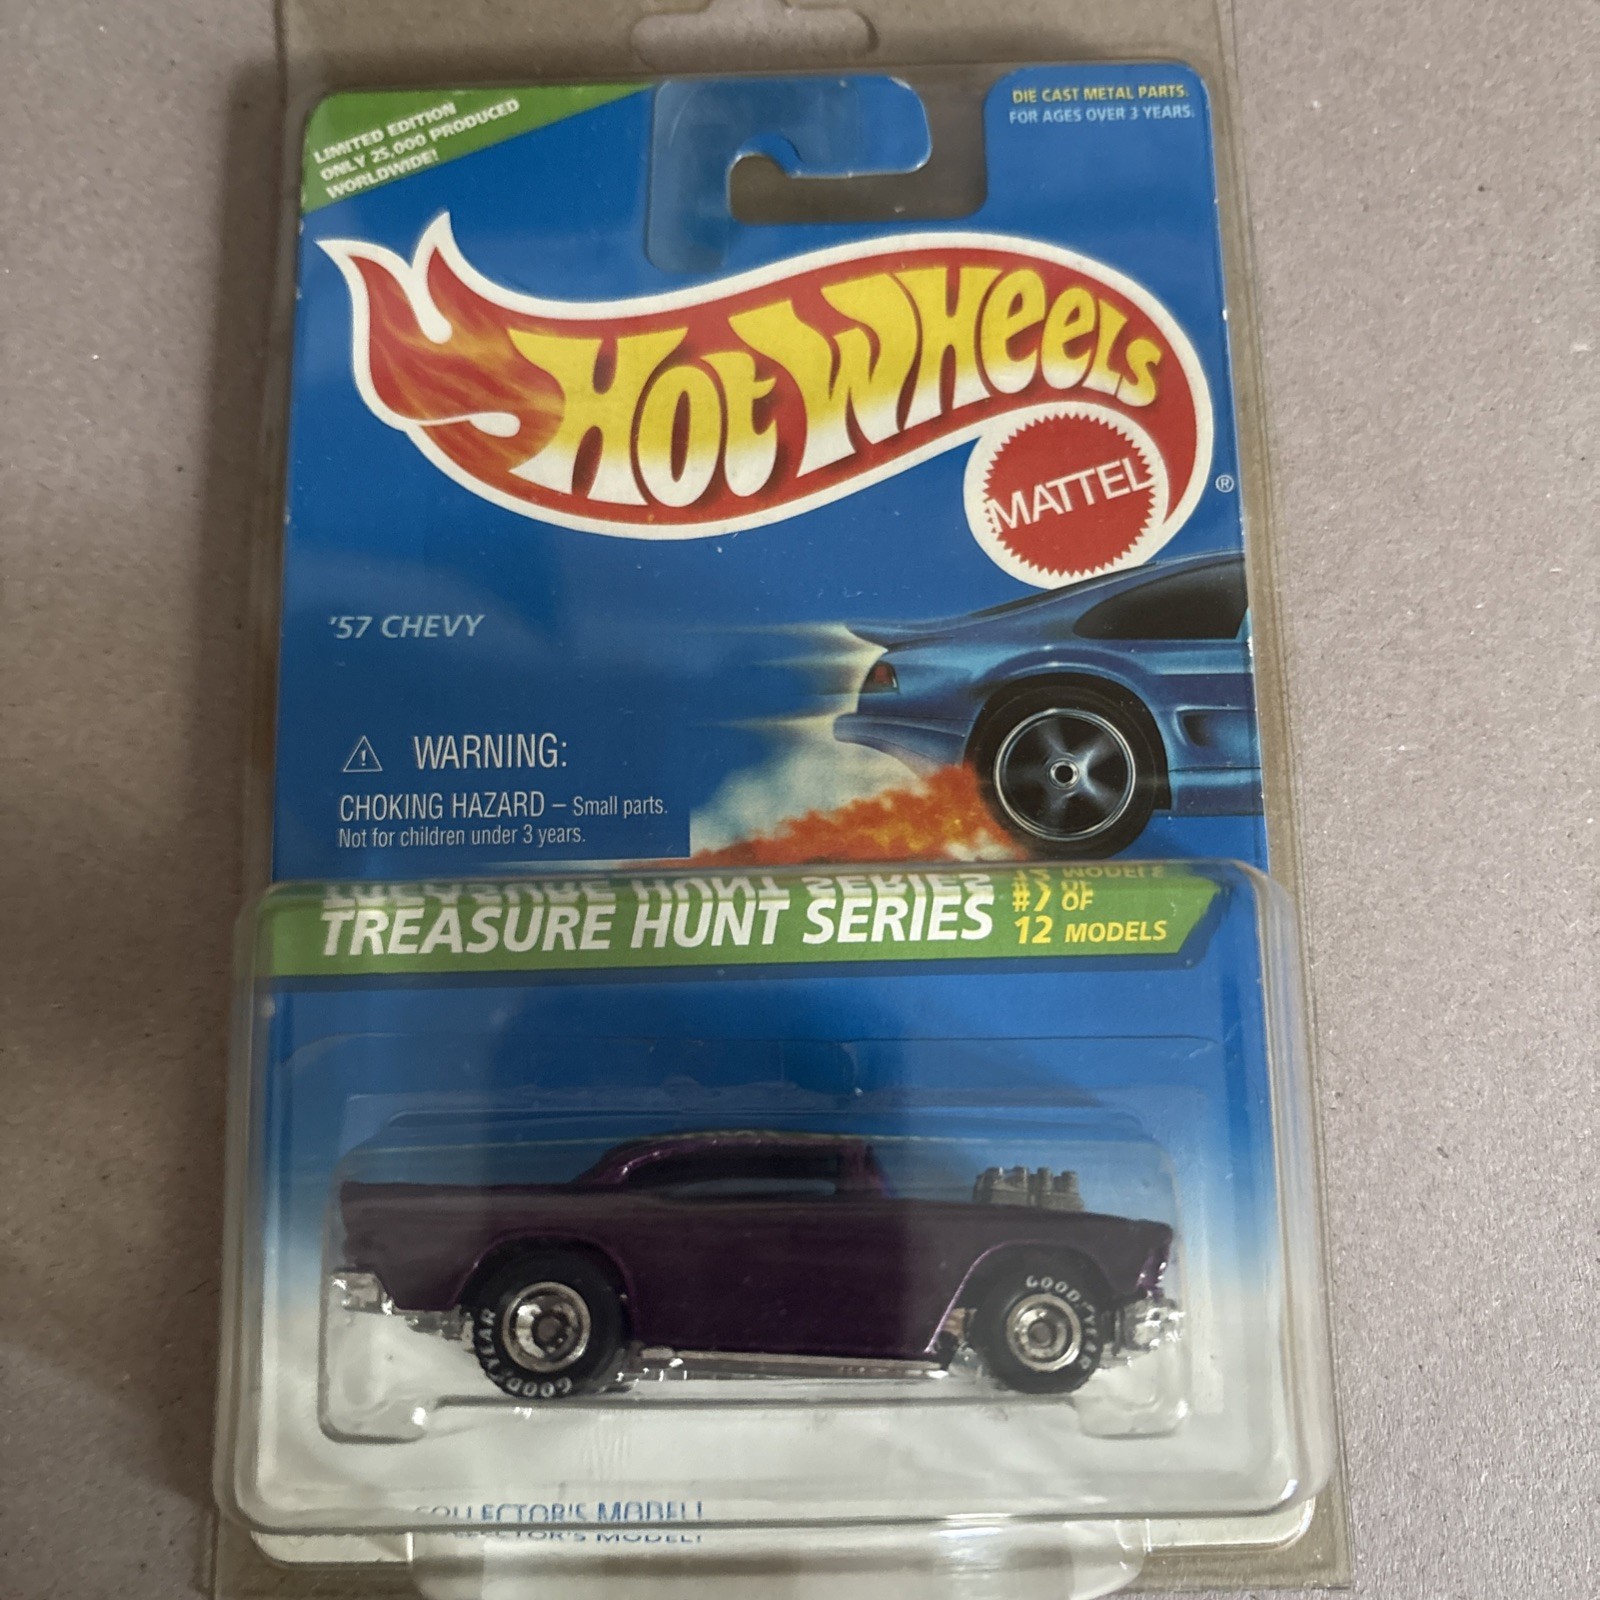 LIMITED EDITION
ONLY 25,000 PRODUCED
WORLDWIDE!
DIE CAST METAL PARTS.
FOR AGES OVER 3 YEARS.
HOT WHEELS
MATTEL
®
'57 CHEVY
WARNING:
CHOKING HAZARD – Small parts.
Not for children under 3 years.
TREASURE HUNT SERIES
OF
12 MODELS
GOODYEAR
GOODYEAR
COLLECTOR'S MODEL!